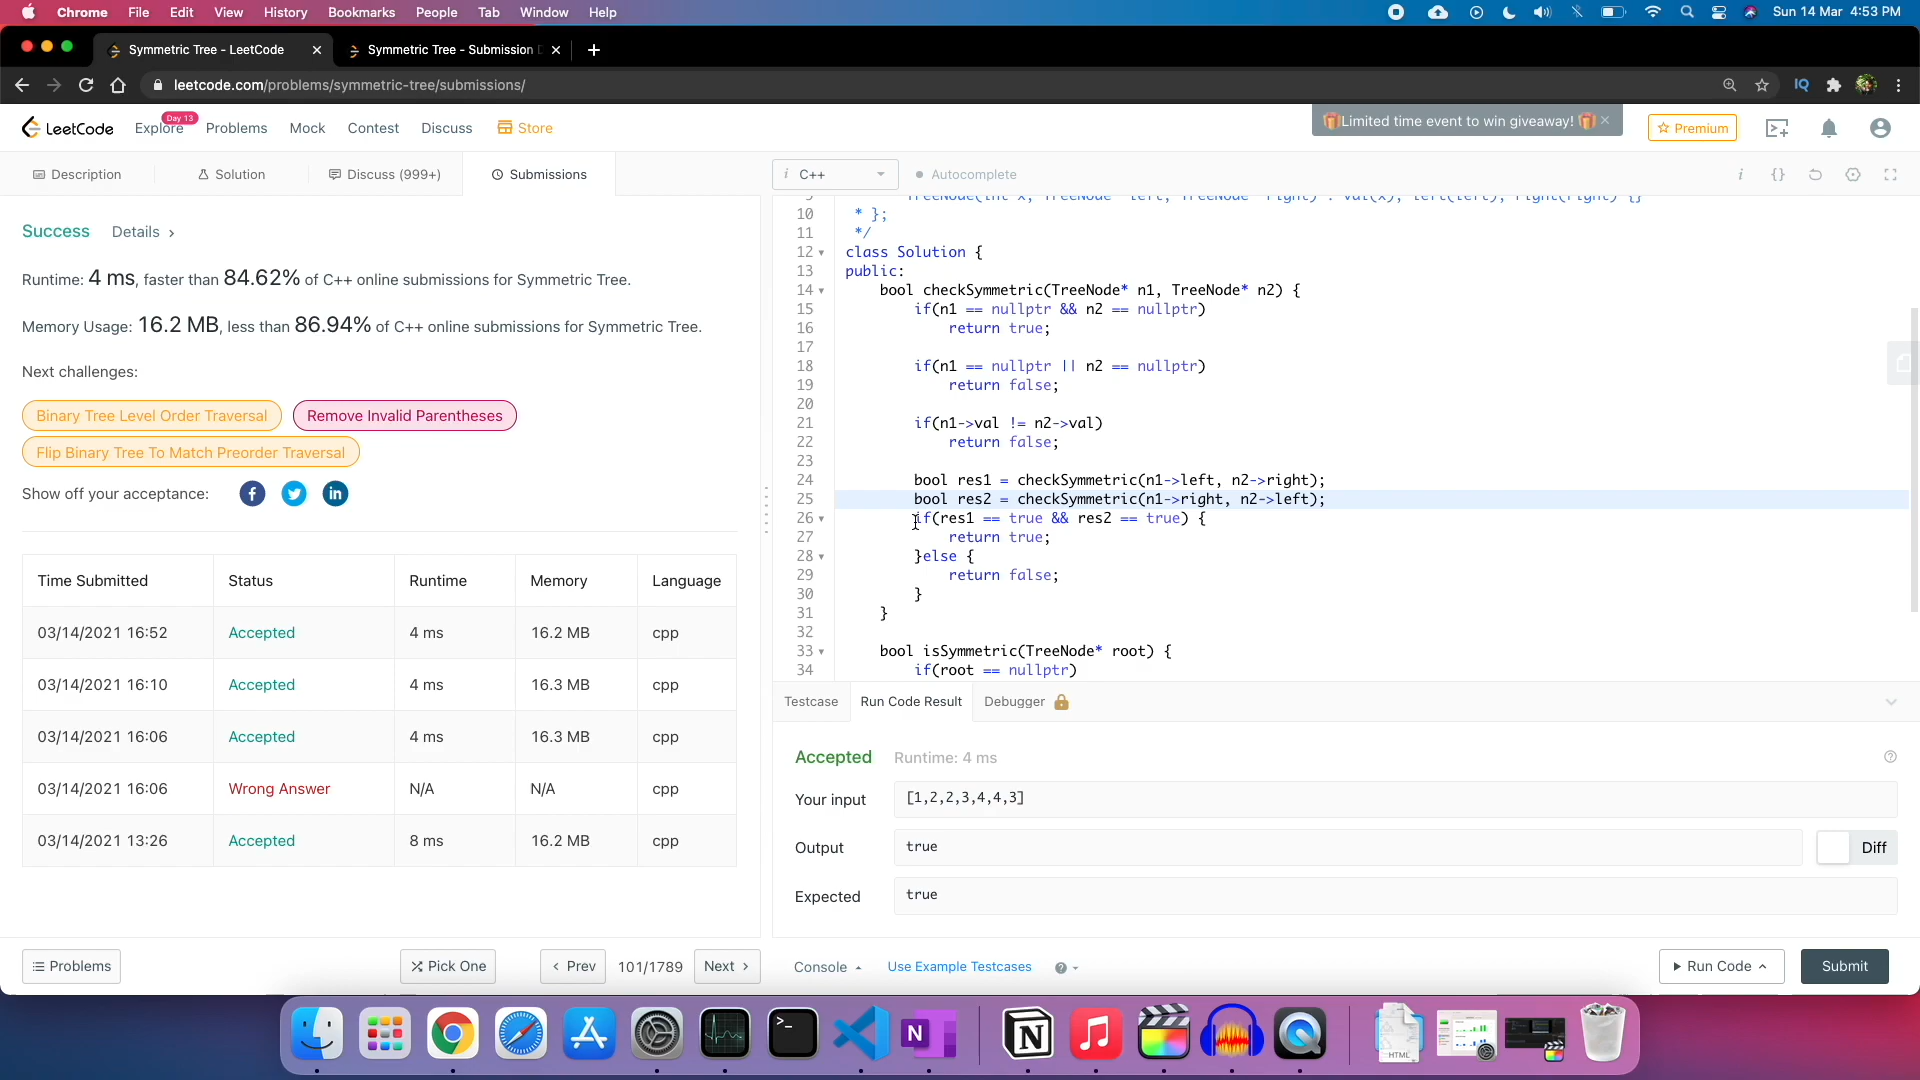 Chrome File Edit View History Bookmarks People Tab Window Help Sun 14 Mar 4:53 PM
Symmetric Tree - LeetCode Symmetric Tree - Submission
leetcode.com/problems/symmetric-tree/submissions/ IQ
LeetCode Explore Day 13 Problems Mock Contest Discuss Store Limited time event to win giveaway! Premium
Description Solution Discuss (999+) Submissions
i C++ Autocomplete
Success Details >
Runtime: 4 ms, faster than 84.62% of C++ online submissions for Symmetric Tree.
Memory Usage: 16.2 MB, less than 86.94% of C++ online submissions for Symmetric Tree.
Next challenges:
Binary Tree Level Order Traversal Remove Invalid Parentheses
Flip Binary Tree To Match Preorder Traversal
Show off your acceptance:
Time Submitted Status Runtime Memory Language
03/14/2021 16:52 Accepted 4 ms 16.2 MB cpp
03/14/2021 16:10 Accepted 4 ms 16.3 MB cpp
03/14/2021 16:06 Accepted 4 ms 16.3 MB cpp
03/14/2021 16:06 Wrong Answer N/A N/A cpp
03/14/2021 13:26 Accepted 8 ms 16.2 MB cpp
Problems Pick One < Prev 101/1789 Next >
10 * };
11 */
12 class Solution {
13 public:
14 bool checkSymmetric(TreeNode* n1, TreeNode* n2) {
15 if(n1 == nullptr && n2 == nullptr)
16 return true;
17
18 if(n1 == nullptr || n2 == nullptr)
19 return false;
20
21 if(n1->val != n2->val)
22 return false;
23
24 bool res1 = checkSymmetric(n1->left, n2->right);
25 bool res2 = checkSymmetric(n1->right, n2->left);
26 if(res1 == true && res2 == true) {
27 return true;
28 }else {
29 return false;
30 }
31 }
32
33 bool isSymmetric(TreeNode* root) {
34 if(root == nullptr)
Testcase Run Code Result Debugger
Accepted Runtime: 4 ms
Your input [1,2,2,3,4,4,3]
Output true Diff
Expected true
Console Use Example Testcases Run Code Submit
HTML